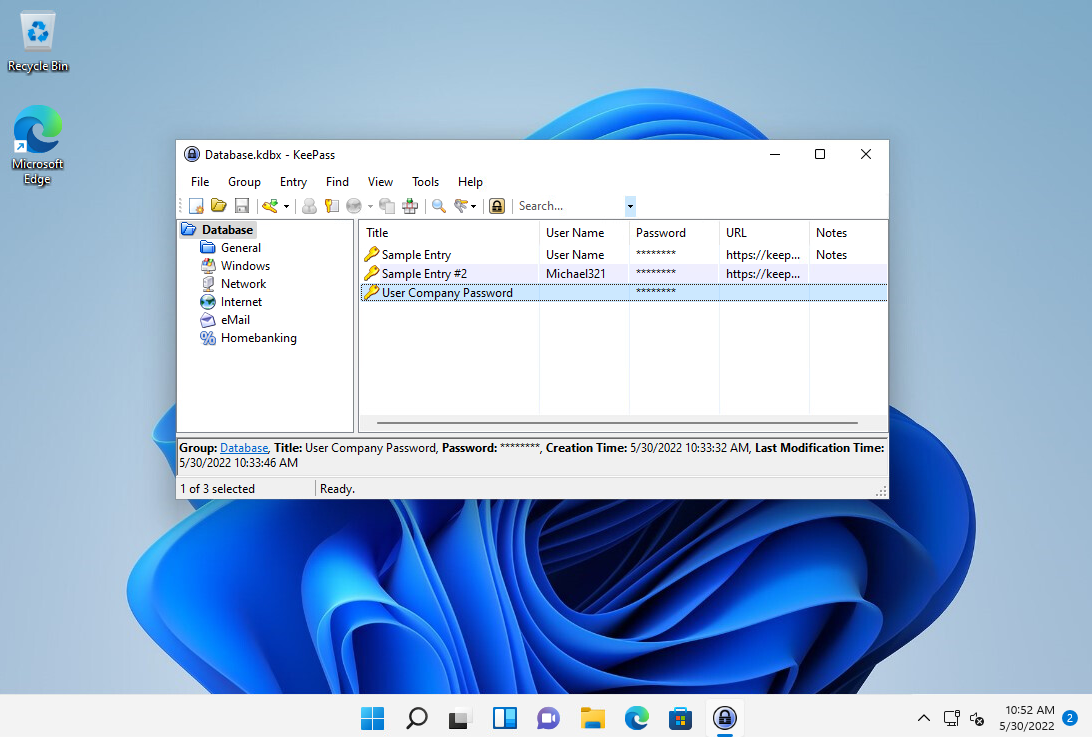 Recycle Bin
Microsoft
Edge
Database.kdbx - KeePass
File Group Entry Find View Tools Help
Search...
Database
General
Windows
Network
Internet
eMail
Homebanking
Title User Name Password URL Notes
Sample Entry User Name ******** https://keep... Notes
Sample Entry #2 Michael321 ******** https://keep...
User Company Password ********
Group: Database, Title: User Company Password, Password: ********, Creation Time: 5/30/2022 10:33:32 AM, Last Modification Time:
5/30/2022 10:33:46 AM
1 of 3 selected Ready.
10:52 AM
5/30/2022
2